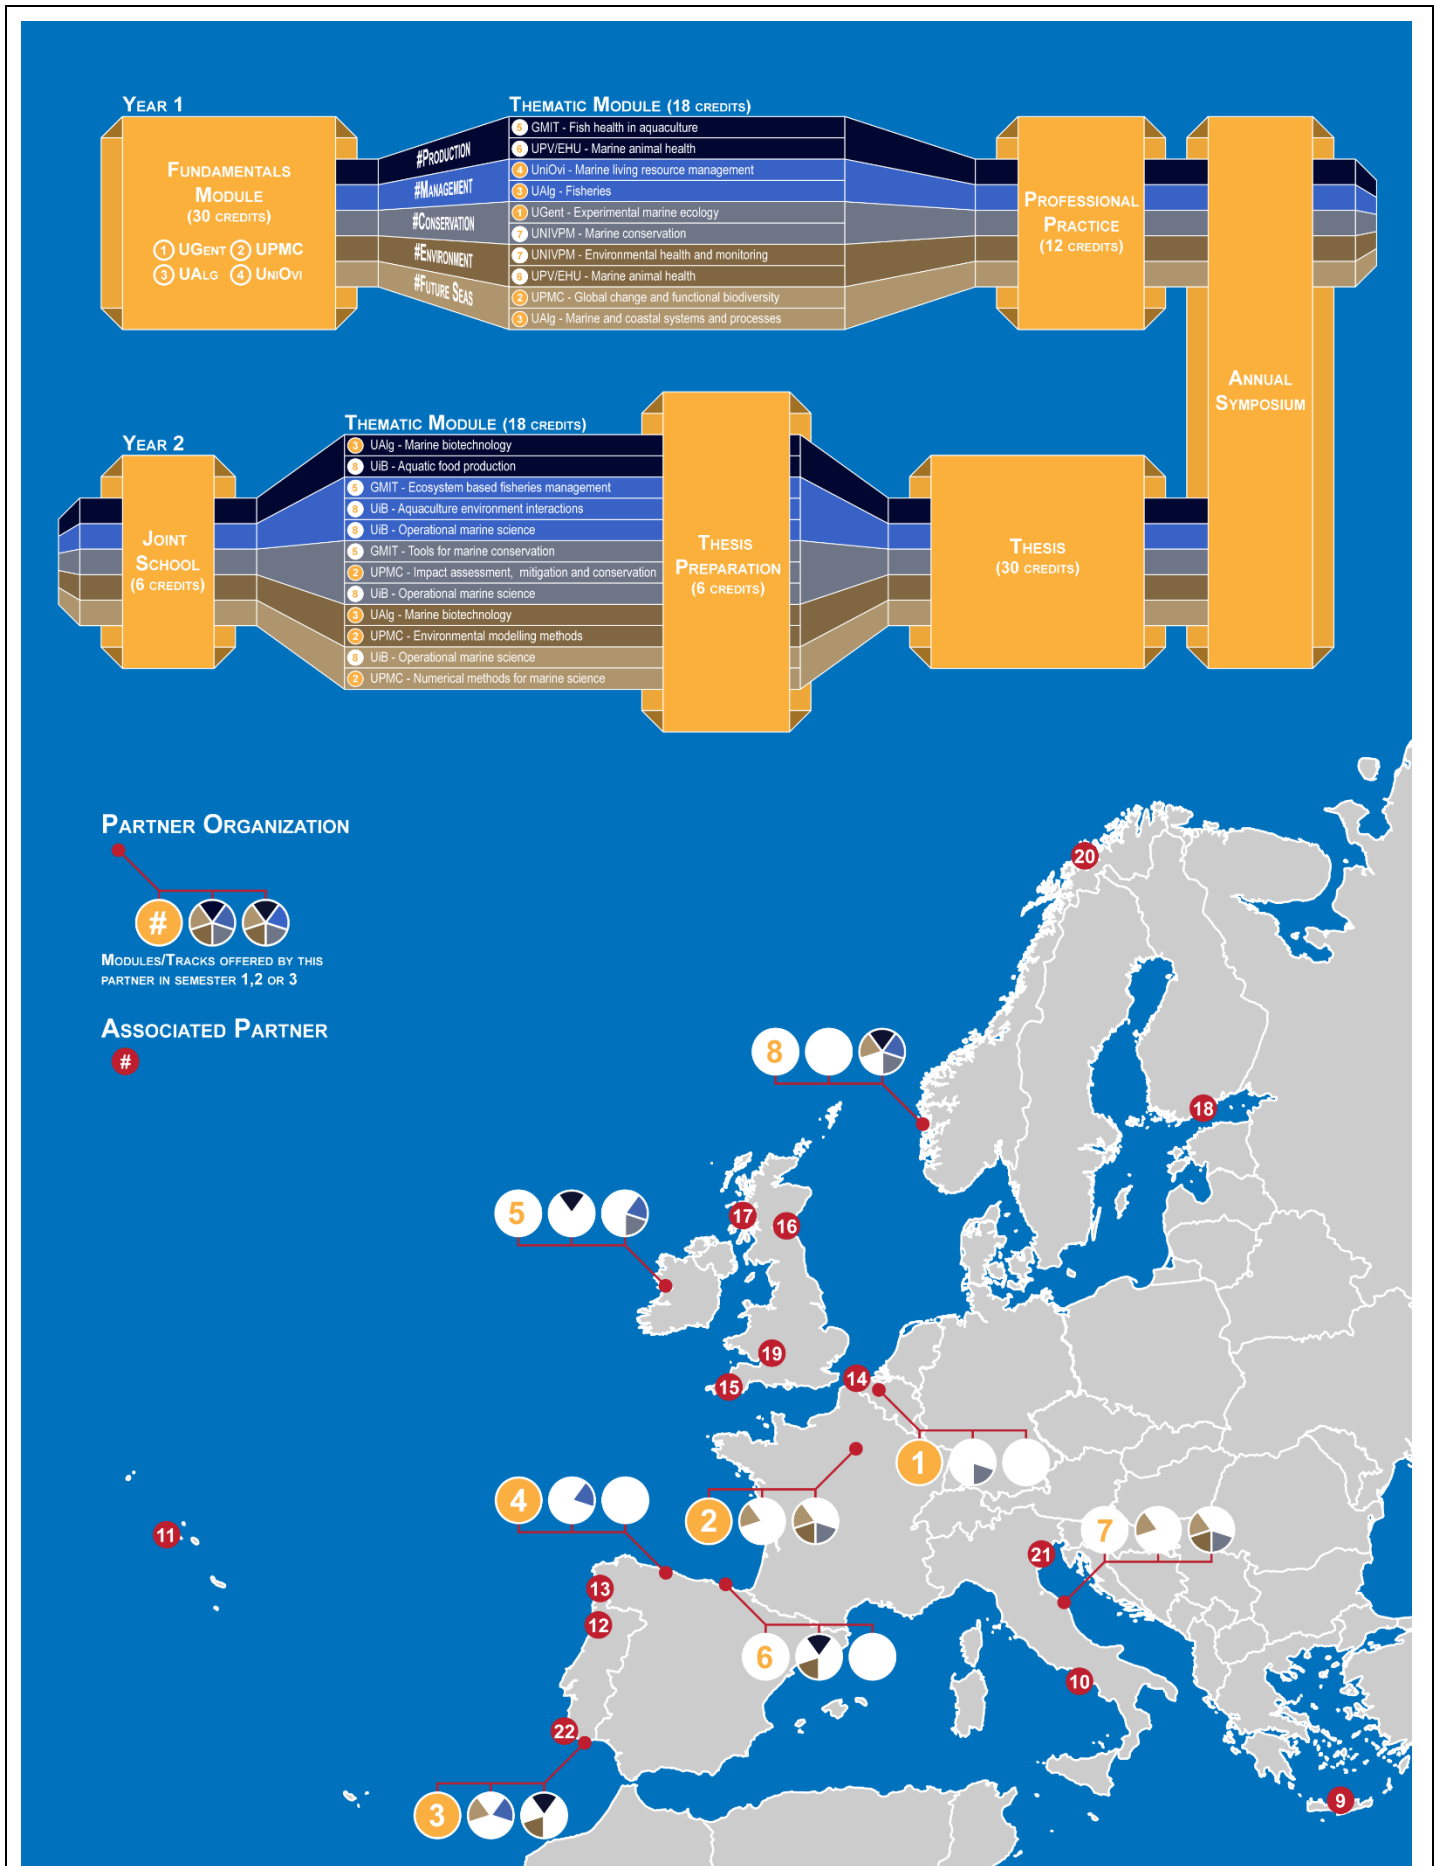 YEAR 1
FUNDAMENTALS
MODULE
(30 CREDITS)
1 UGENT 2 UPMC
3 UALG 4 UNIOVI
#PRODUCTION
#MANAGEMENT
#CONSERVATION
#ENVIRONMENT
#FUTURE SEAS
THEMATIC MODULE (18 CREDITS)
5 GMIT - Fish health in aquaculture
6 UPV/EHU - Marine animal health
4 UniOvi - Marine living resource management
3 UAlg - Fisheries
1 UGent - Experimental marine ecology
7 UNIVPM - Marine conservation
7 UNIVPM - Environmental health and monitoring
6 UPV/EHU - Marine animal health
2 UPMC - Global change and functional biodiversity
3 UAlg - Marine and coastal systems and processes
PROFESSIONAL
PRACTICE
(12 CREDITS)
ANNUAL
SYMPOSIUM
YEAR 2
JOINT
SCHOOL
(6 CREDITS)
THEMATIC MODULE (18 CREDITS)
3 UAlg - Marine biotechnology
8 UiB - Aquatic food production
5 GMIT - Ecosystem based fisheries management
8 UiB - Aquaculture environment interactions
8 UiB - Operational marine science
5 GMIT - Tools for marine conservation
2 UPMC - Impact assessment, mitigation and conservation
8 UiB - Operational marine science
3 UAlg - Marine biotechnology
2 UPMC - Environmental modelling methods
8 UiB - Operational marine science
2 UPMC - Numerical methods for marine science
THESIS
PREPARATION
(6 CREDITS)
THESIS
(30 CREDITS)
PARTNER ORGANIZATION
#
MODULES/TRACKS OFFERED BY THIS
PARTNER IN SEMESTER 1,2 OR 3
ASSOCIATED PARTNER
#
20
8
18
5
17
16
19
15
14
1
4
2
7
11
21
13
12
6
10
22
3
9